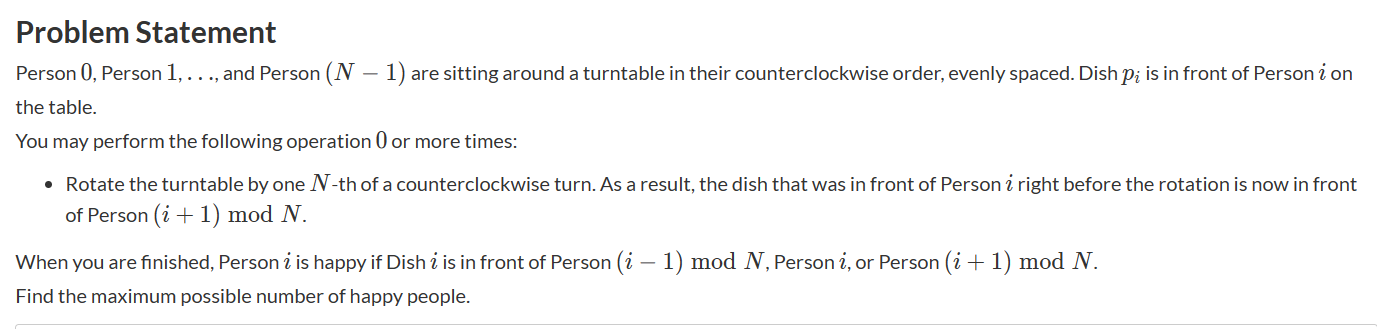 Problem Statement
Person 0, Person 1, . . ., and Person (N − 1) are sitting around a turntable in their counterclockwise order, evenly spaced. Dish pᵢ is in front of Person i on
the table.
You may perform the following operation 0 or more times:
• Rotate the turntable by one N-th of a counterclockwise turn. As a result, the dish that was in front of Person i right before the rotation is now in front
of Person (i + 1) mod N.
When you are finished, Person i is happy if Dish i is in front of Person (i − 1) mod N, Person i, or Person (i + 1) mod N.
Find the maximum possible number of happy people.